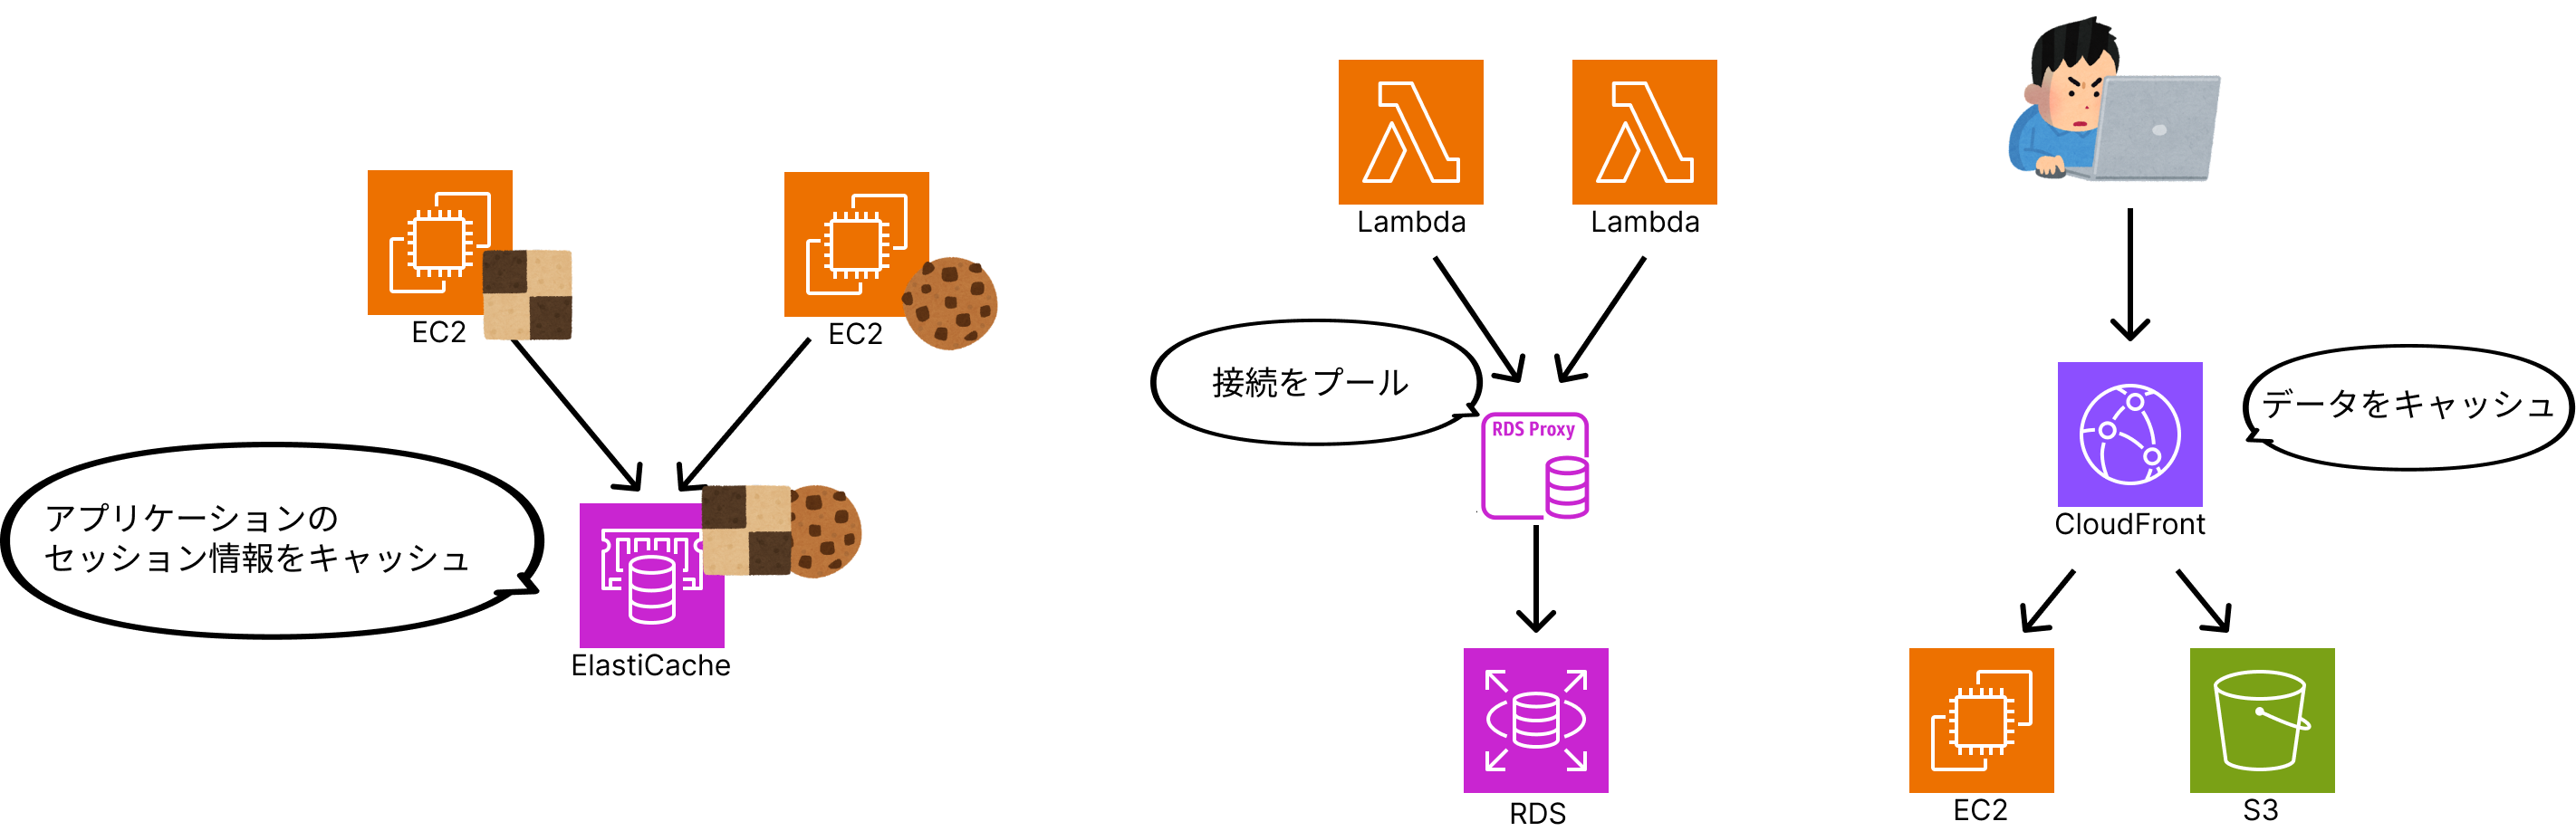 EC2
EC2
アプリケーションの
セッション情報をキャッシュ
ElastiCache
Lambda
Lambda
接続をプール
RDS Proxy
RDS
CloudFront
データをキャッシュ
EC2
S3